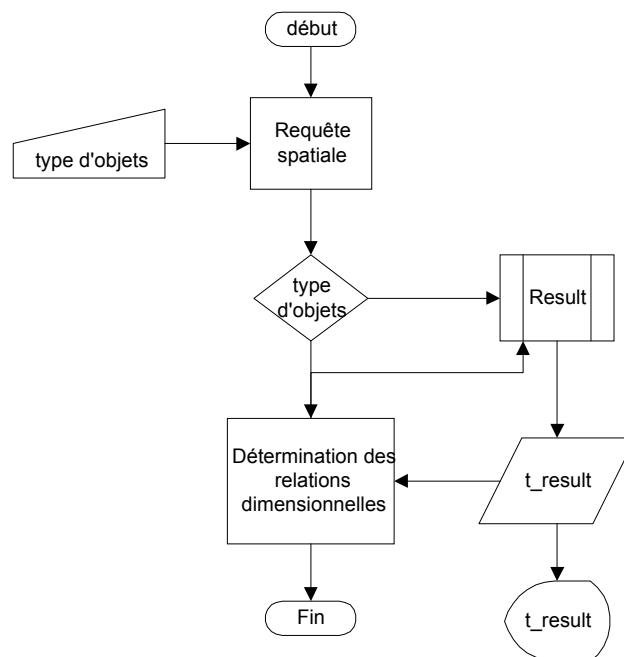 début
type d'objets
Requête
spatiale
type
d'objets
Result
Détermination des
relations
dimensionnelles
t_result
Fin
t_result